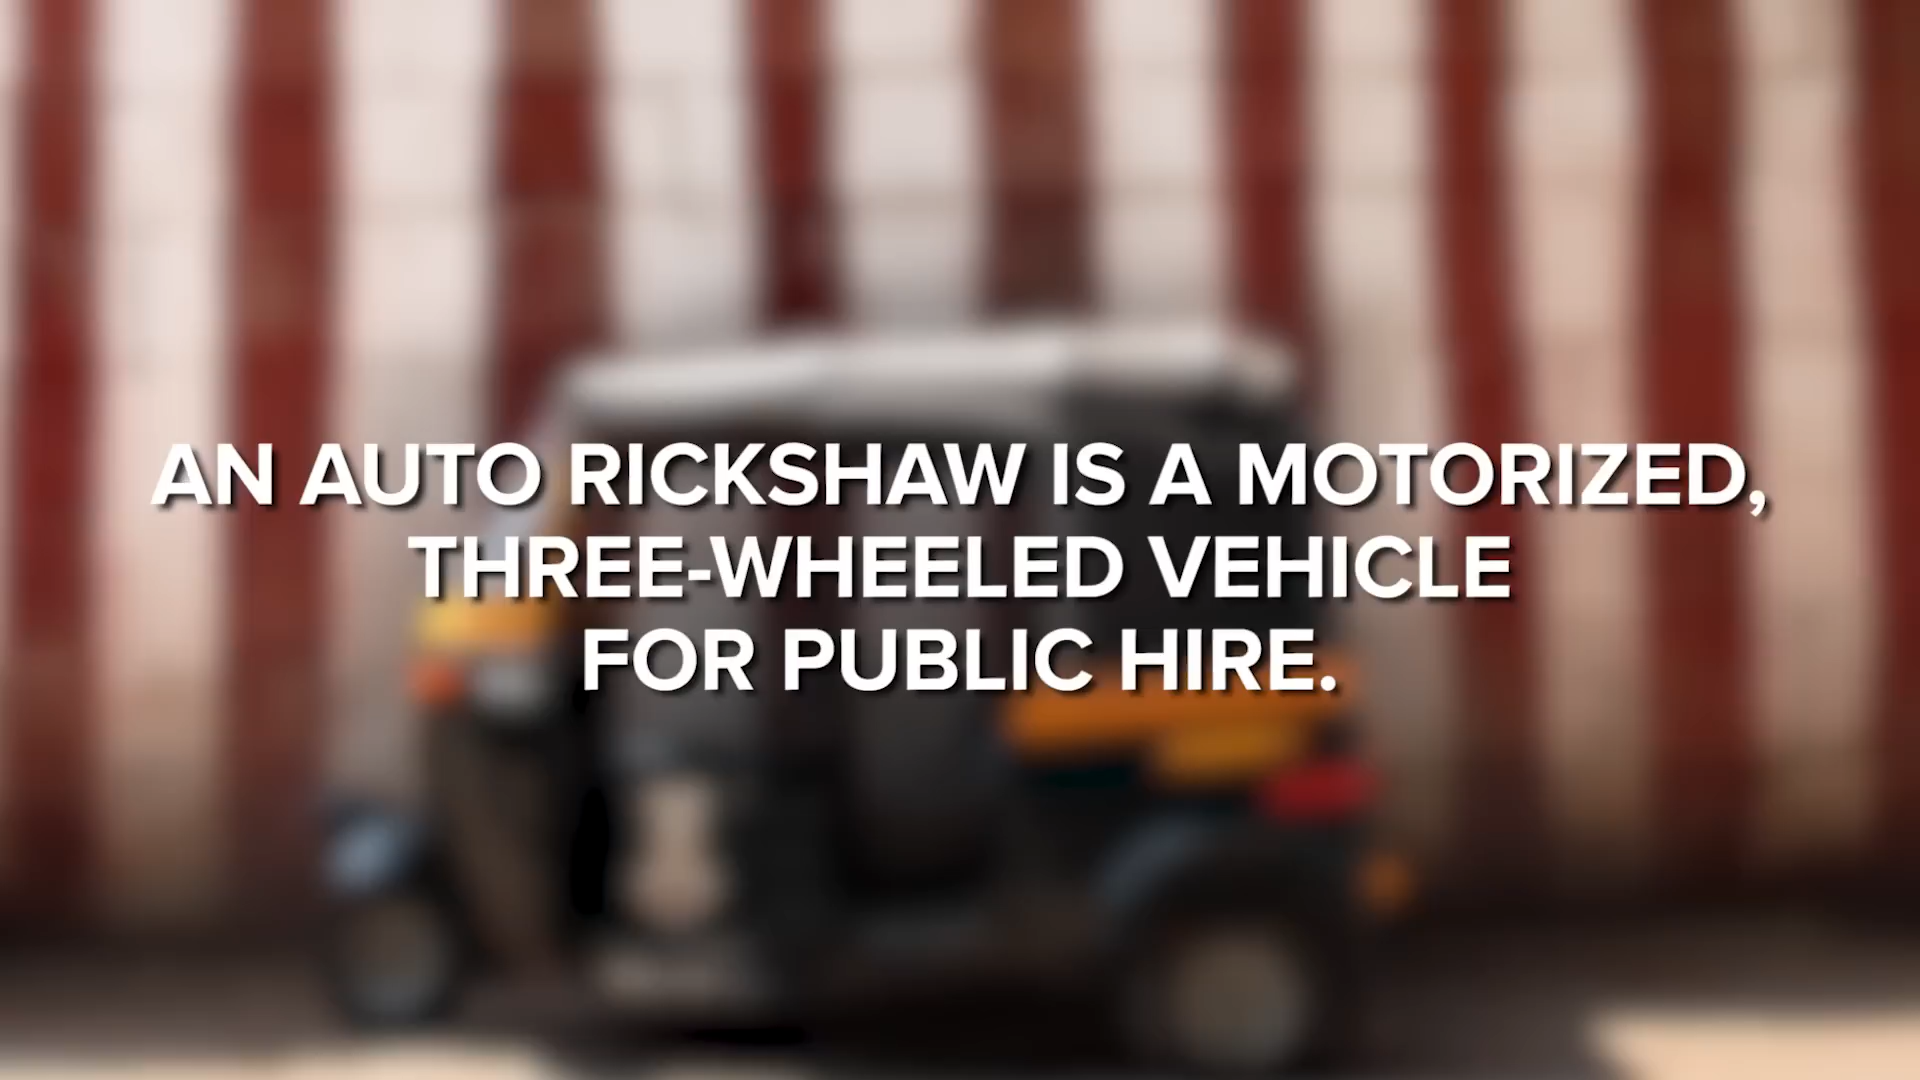 AN AUTO RICKSHAW IS A MOTORIZED,
THREE-WHEELED VEHICLE
FOR PUBLIC HIRE.